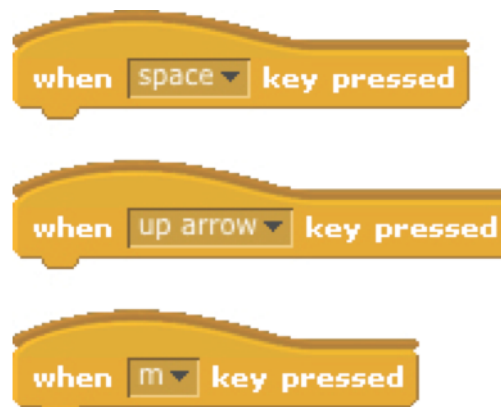 when space key pressed
when up arrow key pressed
when m key pressed